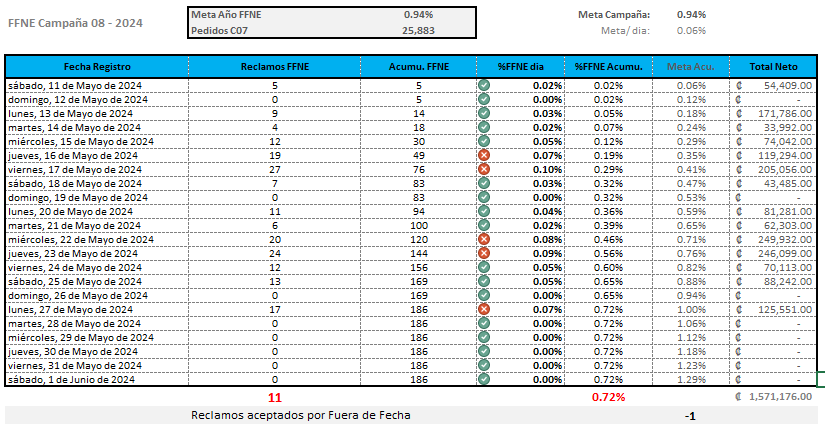 FFNE Campaña 08 - 2024
Meta Año FFNE 0.94%
Pedidos C07 25,883
Meta Campaña: 0.94%
Meta/ dia: 0.06%
Fecha Registro Reclamos FFNE Acumu. FFNE %FFNE dia %FFNE Acumu. Meta Acu. Total Neto
sábado, 11 de Mayo de 2024 5 5 0.02% 0.02% 0.06% ₡ 54,409.00
domingo, 12 de Mayo de 2024 0 5 0.00% 0.02% 0.12% ₡ -
lunes, 13 de Mayo de 2024 9 14 0.03% 0.05% 0.18% ₡ 171,786.00
martes, 14 de Mayo de 2024 4 18 0.02% 0.07% 0.24% ₡ 33,992.00
miércoles, 15 de Mayo de 2024 12 30 0.05% 0.12% 0.29% ₡ 74,042.00
jueves, 16 de Mayo de 2024 19 49 0.07% 0.19% 0.35% ₡ 119,294.00
viernes, 17 de Mayo de 2024 27 76 0.10% 0.29% 0.41% ₡ 205,056.00
sábado, 18 de Mayo de 2024 7 83 0.03% 0.32% 0.47% ₡ 43,485.00
domingo, 19 de Mayo de 2024 0 83 0.00% 0.32% 0.53% ₡ -
lunes, 20 de Mayo de 2024 11 94 0.04% 0.36% 0.59% ₡ 81,281.00
martes, 21 de Mayo de 2024 6 100 0.02% 0.39% 0.65% ₡ 62,303.00
miércoles, 22 de Mayo de 2024 20 120 0.08% 0.46% 0.71% ₡ 249,932.00
jueves, 23 de Mayo de 2024 24 144 0.09% 0.56% 0.76% ₡ 246,099.00
viernes, 24 de Mayo de 2024 12 156 0.05% 0.60% 0.82% ₡ 70,113.00
sábado, 25 de Mayo de 2024 13 169 0.05% 0.65% 0.88% ₡ 88,242.00
domingo, 26 de Mayo de 2024 0 169 0.00% 0.65% 0.94% ₡ -
lunes, 27 de Mayo de 2024 17 186 0.07% 0.72% 1.00% ₡ 125,551.00
martes, 28 de Mayo de 2024 0 186 0.00% 0.72% 1.06% ₡ -
miércoles, 29 de Mayo de 2024 0 186 0.00% 0.72% 1.12% ₡ -
jueves, 30 de Mayo de 2024 0 186 0.00% 0.72% 1.18% ₡ -
viernes, 31 de Mayo de 2024 0 186 0.00% 0.72% 1.23% ₡ -
sábado, 1 de Junio de 2024 0 186 0.00% 0.72% 1.29% ₡ -
11 0.72% ₡ 1,571,176.00
Reclamos aceptados por Fuera de Fecha -1